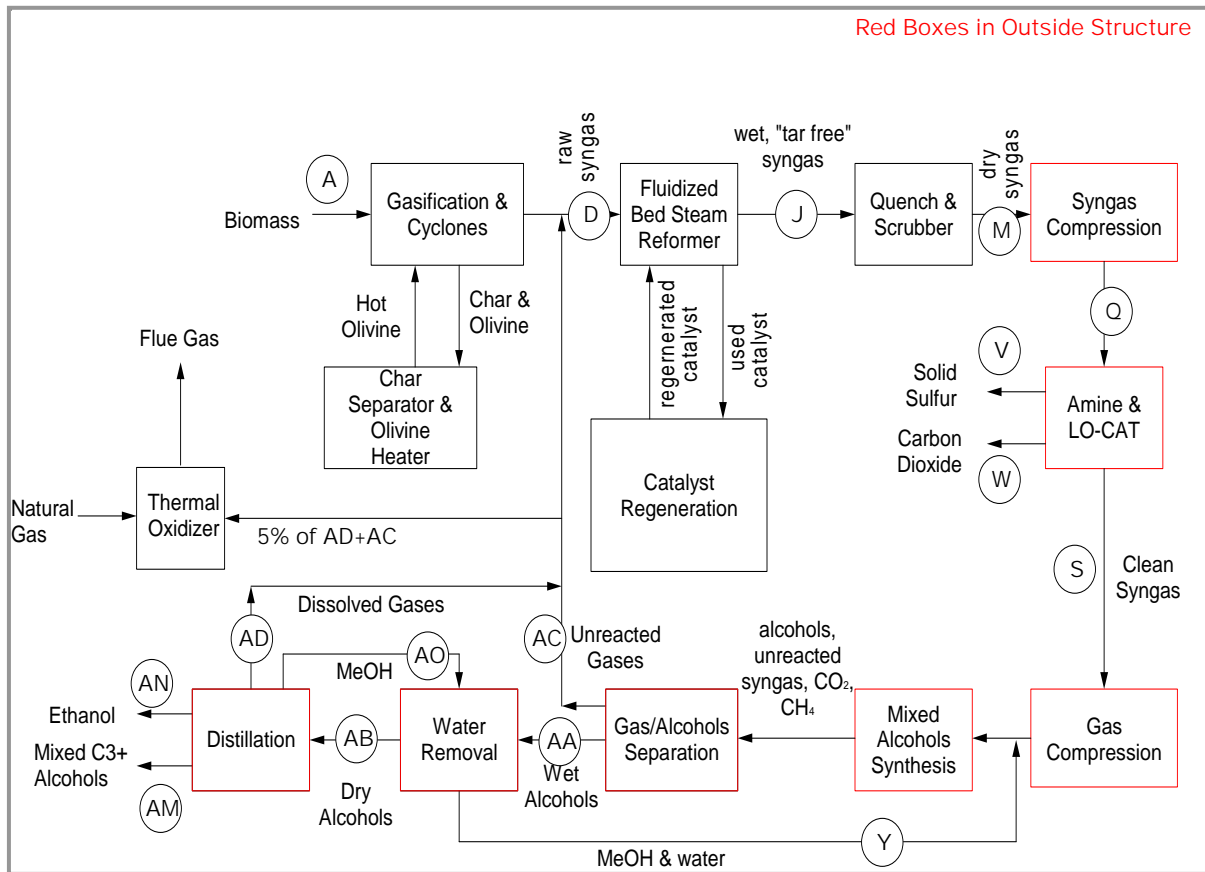 Red Boxes in Outside Structure
A
Biomass
Gasification &
Cyclones
raw
syngas
D
Fluidized
Bed Steam
Reformer
wet, "tar free"
syngas
J
Quench &
Scrubber
dry
syngas
M
Syngas
Compression
Hot
Olivine
Char &
Olivine
regernerated
catalyst
used
catalyst
Q
Flue Gas
Char
Separator &
Olivine
Heater
V
Solid
Sulfur
Carbon
Dioxide
W
Amine &
LO-CAT
Natural
Gas
Thermal
Oxidizer
5% of AD+AC
Catalyst
Regeneration
S
Clean
Syngas
Dissolved Gases
AD
AC
Unreacted
Gases
alcohols,
unreacted
syngas, CO₂,
CH₄
MeOH
AO
AN
Ethanol
Mixed C3+
Alcohols
AM
Distillation
AB
Dry
Alcohols
Water
Removal
AA
Wet
Alcohols
Gas/Alcohols
Separation
Mixed
Alcohols
Synthesis
Gas
Compression
MeOH & water
Y